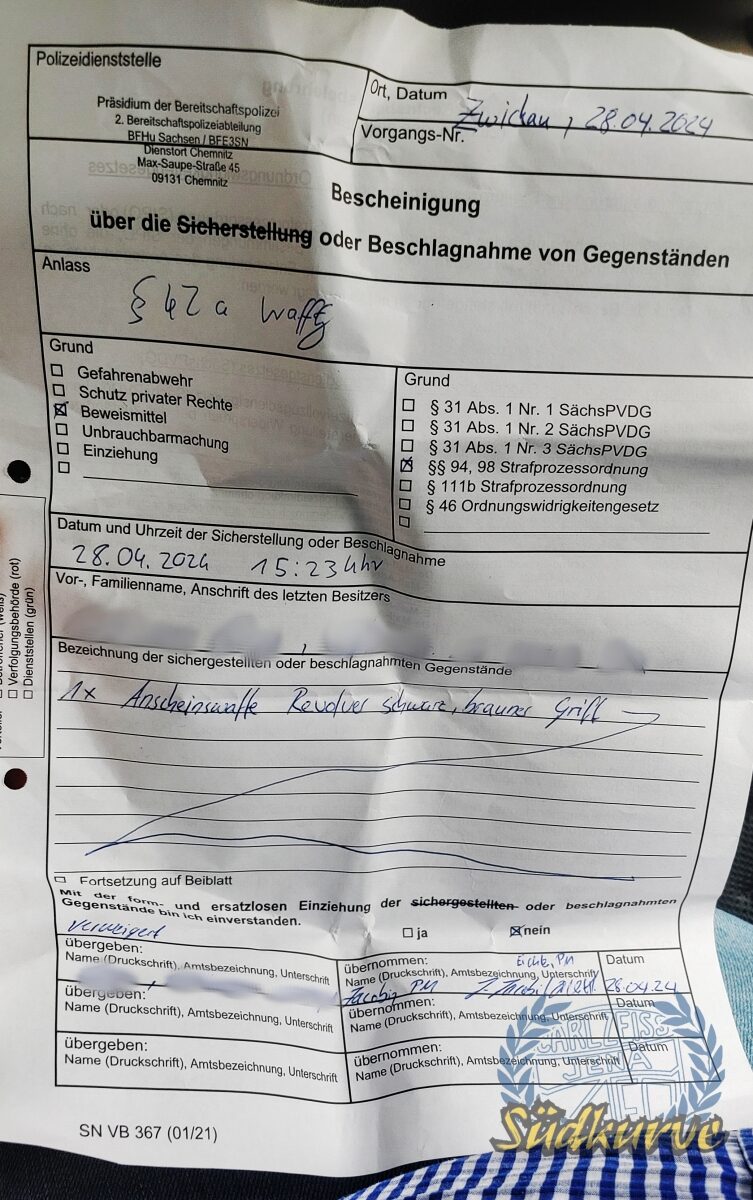 Polizeidienststelle
Präsidium der Bereitschaftspolizei
2. Bereitschaftspolizeiabteilung
BFHu Sachsen / BFE3SN
Dienstort Chemnitz
Max-Saupe-Straße 45
09131 Chemnitz
Ort, Datum
Zwickau, 28.04.2024
Vorgangs-Nr.
Bescheinigung
über die Sicherstellung oder Beschlagnahme von Gegenständen
Anlass
§ 42 a WaffG
Grund
Gefahrenabwehr
Schutz privater Rechte
Beweismittel
Unbrauchbarmachung
Einziehung
Grund
§ 31 Abs. 1 Nr. 1 SächsPVDG
§ 31 Abs. 1 Nr. 2 SächsPVDG
§ 31 Abs. 1 Nr. 3 SächsPVDG
§§ 94, 98 Strafprozessordnung
§ 111b Strafprozessordnung
§ 46 Ordnungswidrigkeitengesetz
Datum und Uhrzeit der Sicherstellung oder Beschlagnahme
28.04.2024 15:23 Uhr
Vor-, Familienname, Anschrift des letzten Besitzers
Bezeichnung der sichergestellten oder beschlagnahmten Gegenstände
1x Anscheinswaffe Revolver schwarz, brauner Griff
Fortsetzung auf Beiblatt
Mit der form- und ersatzlosen Einziehung der sichergestellten oder beschlagnahmten
Gegenstände bin ich einverstanden.
ja
nein
verweigert
übergeben:
Name (Druckschrift), Amtsbezeichnung, Unterschrift
übernommen:
PM
Name (Druckschrift), Amtsbezeichnung, Unterschrift
PM
Datum
28.04.24
übergeben:
Name (Druckschrift), Amtsbezeichnung, Unterschrift
übernommen:
Name (Druckschrift), Amtsbezeichnung, Unterschrift
Datum
übergeben:
Name (Druckschrift), Amtsbezeichnung, Unterschrift
übernommen:
Name (Druckschrift), Amtsbezeichnung, Unterschrift
Datum
SN VB 367 (01/21)
Verfolgungsbehörde (rot)
Dienststellen (grün)
CARL ZEISS
JENA
Südkurve